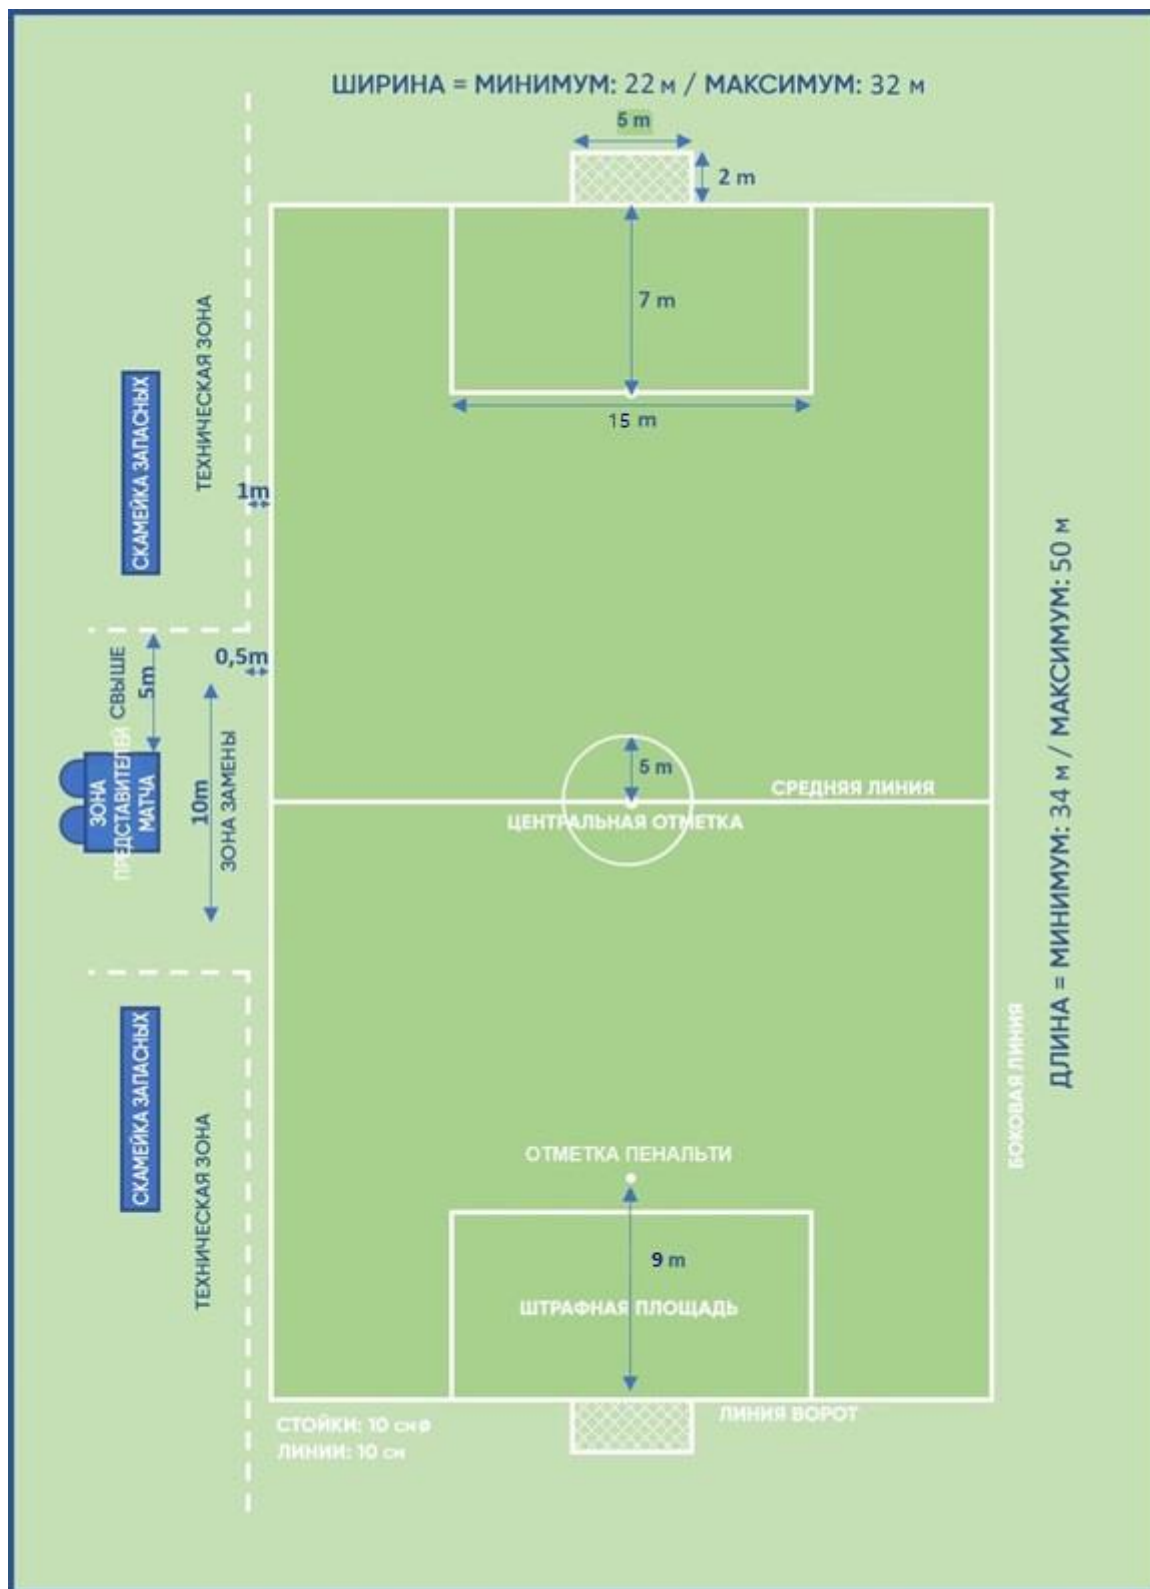 ШИРИНА = МИНИМУМ: 22 м / МАКСИМУМ: 32 м
5 m
2 m
7 m
15 m
ТЕХНИЧЕСКАЯ ЗОНА
СКАМЕЙКА ЗАПАСНЫХ
1m
0,5m
СВЫШЕ
5m
ЗОНА
ПРЕДСТАВИТЕЛЕЙ
МАТЧА
10m
ЗОНА ЗАМЕНЫ
5 m
СРЕДНЯЯ ЛИНИЯ
ЦЕНТРАЛЬНАЯ ОТМЕТКА
ДЛИНА = МИНИМУМ: 34 м / МАКСИМУМ: 50 м
БОКОВАЯ ЛИНИЯ
СКАМЕЙКА ЗАПАСНЫХ
ТЕХНИЧЕСКАЯ ЗОНА
ОТМЕТКА ПЕНАЛЬТИ
9 m
ШТРАФНАЯ ПЛОЩАДЬ
ЛИНИЯ ВОРОТ
СТОЙКИ: 10 см ø
ЛИНИИ: 10 см